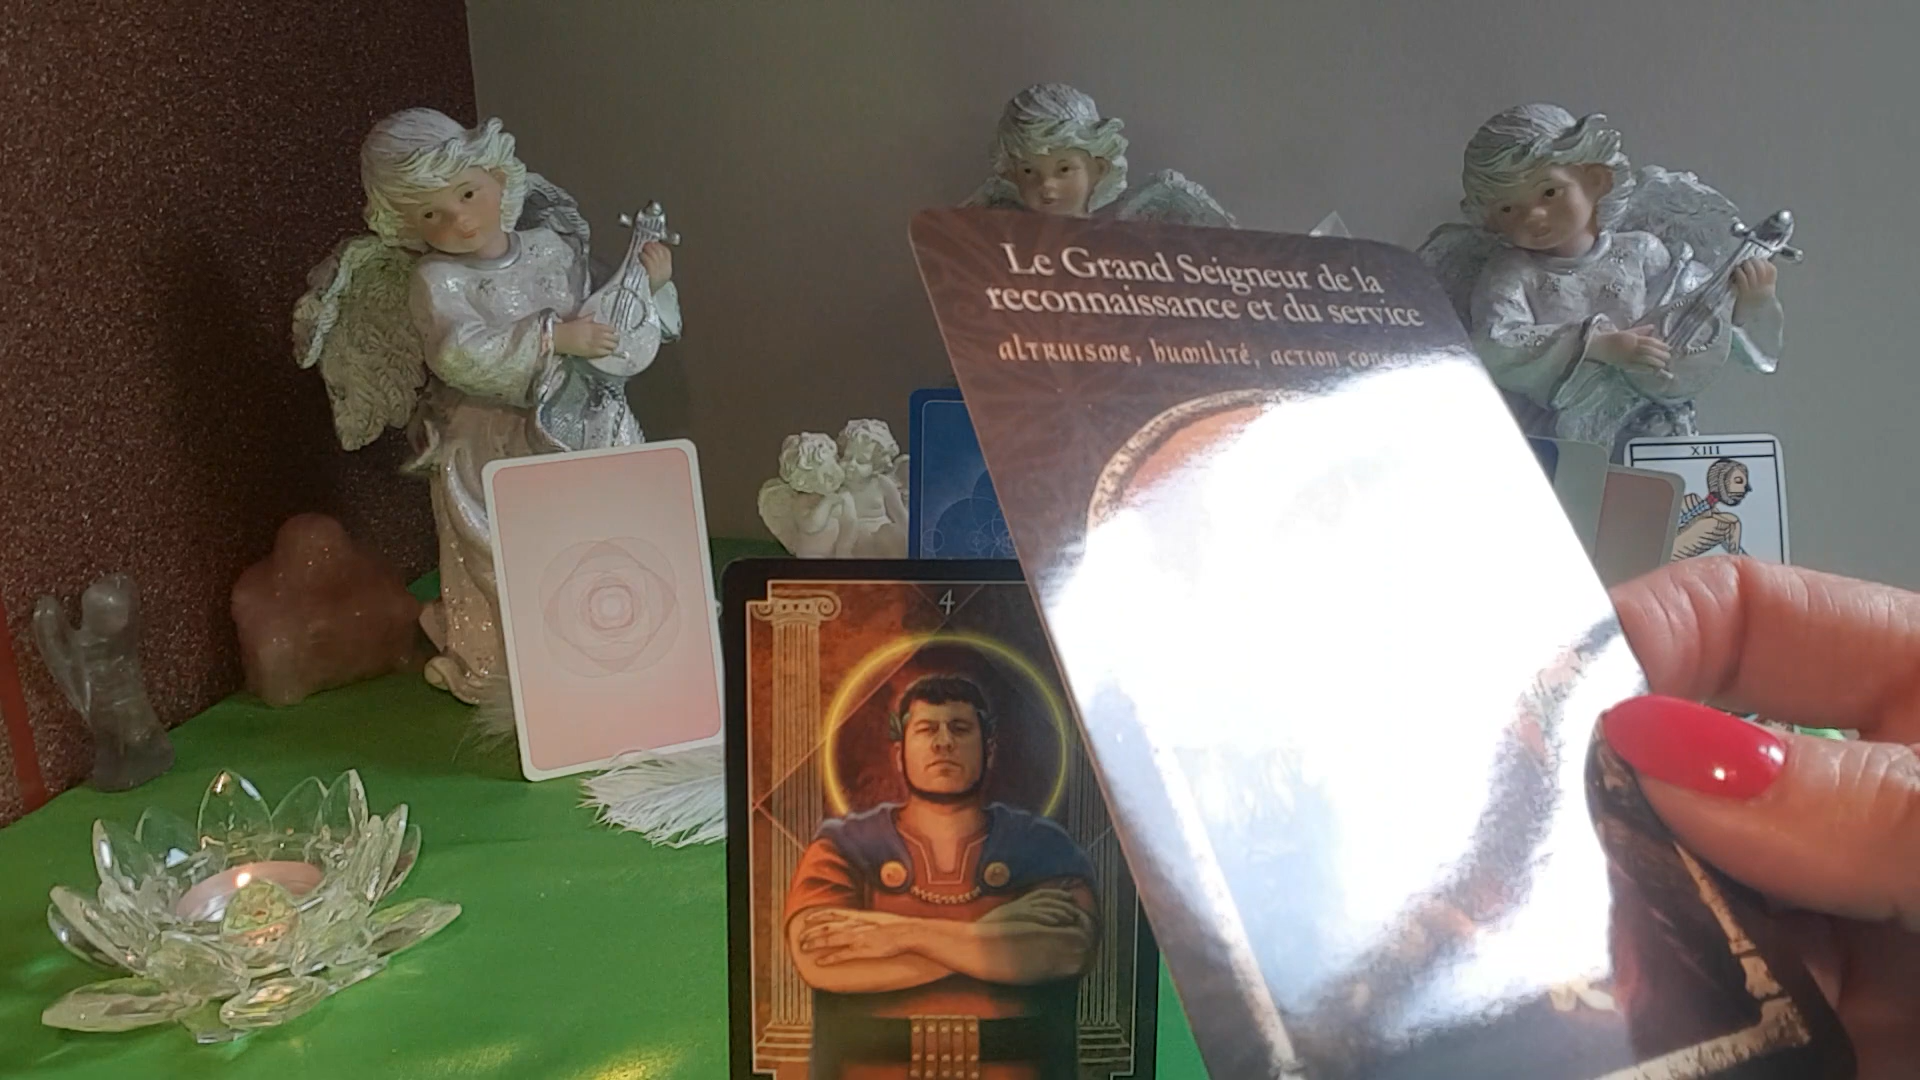 Le Grand Seigneur de la
reconnaissance et du service
altruisme, humilité, action
XIII
4